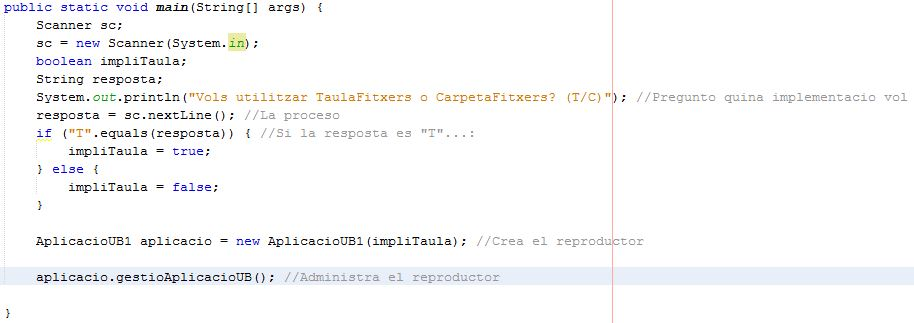 public static void main(String[] args) {
Scanner sc;
sc = new Scanner(System.in);
boolean impliTaula;
String resposta;
System.out.println("Vols utilitzar TaulaFitxers o CarpetaFitxers? (T/C)"); //Pregunto quina implementacio vol
resposta = sc.nextLine(); //La proceso
if ("T".equals(resposta)) { //Si la resposta es "T"...:
impliTaula = true;
} else {
impliTaula = false;
}
AplicacioUB1 aplicacio = new AplicacioUB1(impliTaula); //Crea el reproductor
aplicacio.gestioAplicacioUB(); //Administra el reproductor
}